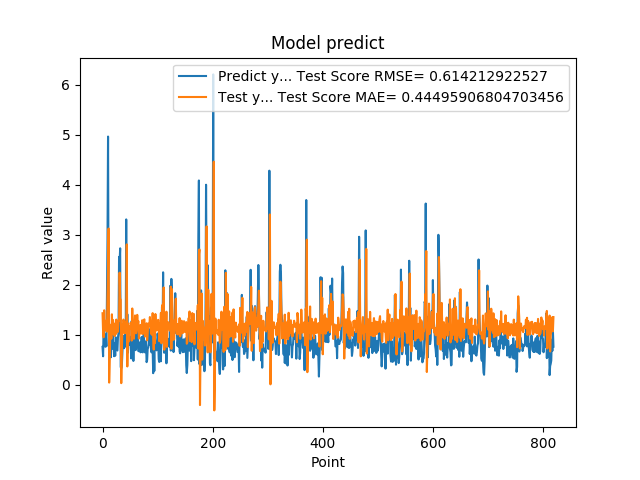 Model predict
Predict y... Test Score RMSE= 0.614212922527
Test y... Test Score MAE= 0.44495906804703456
Real value
6
5
4
3
2
1
0
0 200 400 600 800
Point